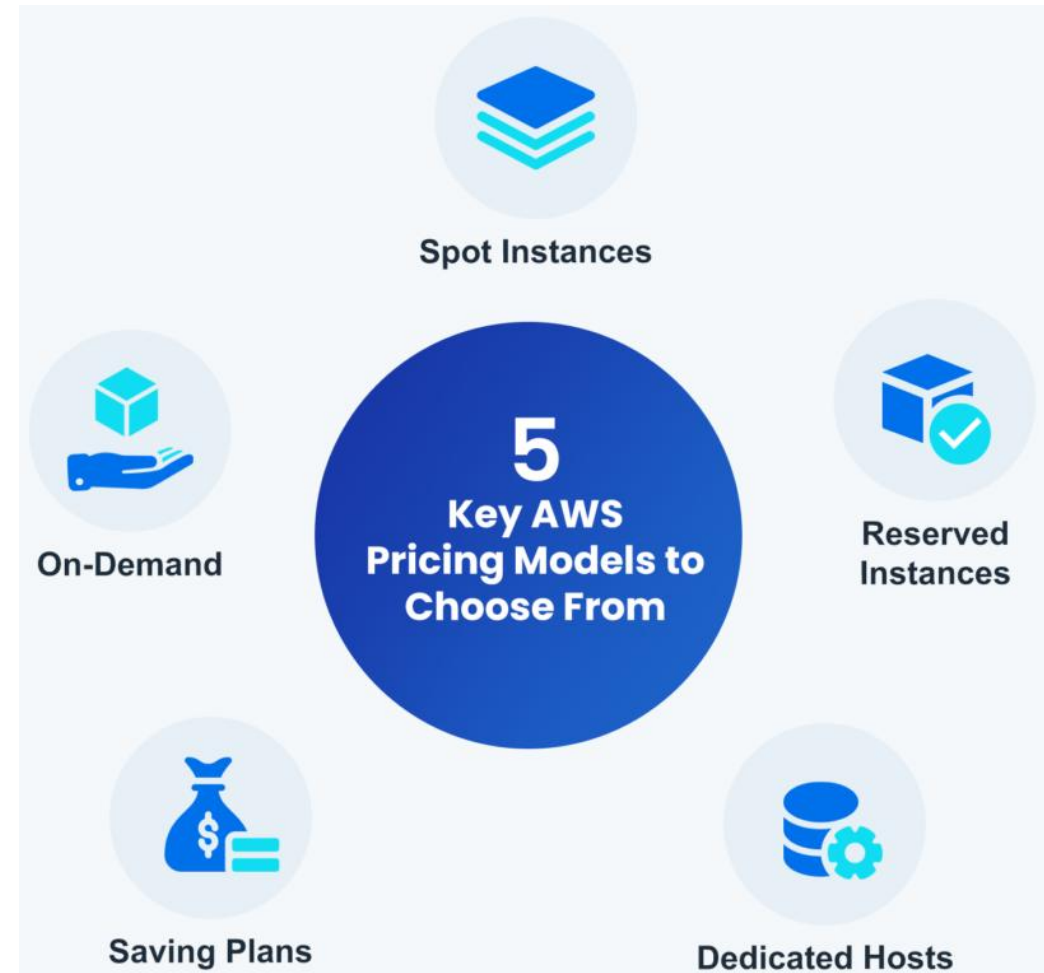 Spot Instances
On-Demand
5
Key AWS
Pricing Models to
Choose From
Reserved
Instances
Saving Plans
Dedicated Hosts